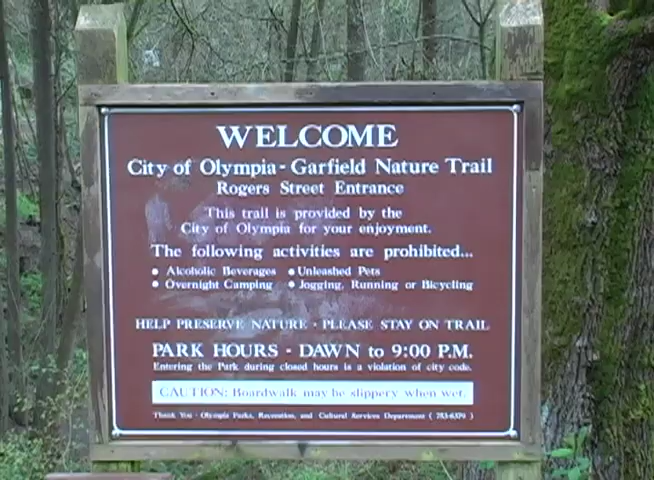 WELCOME
City of Olympia - Garfield Nature Trail
Rogers Street Entrance
This trail is provided by the
City of Olympia for your enjoyment.
The following activities are prohibited...
• Alcoholic Beverages • Unleashed Pets
• Overnight Camping • Jogging, Running or Bicycling
HELP PRESERVE NATURE · PLEASE STAY ON TRAIL
PARK HOURS - DAWN to 9:00 P.M.
Entering the Park during closed hours is a violation of city code.
CAUTION: Boardwalk may be slippery when wet.
Thank You · Olympia Parks, Recreation, and Cultural Services Department ( 753-8379 )